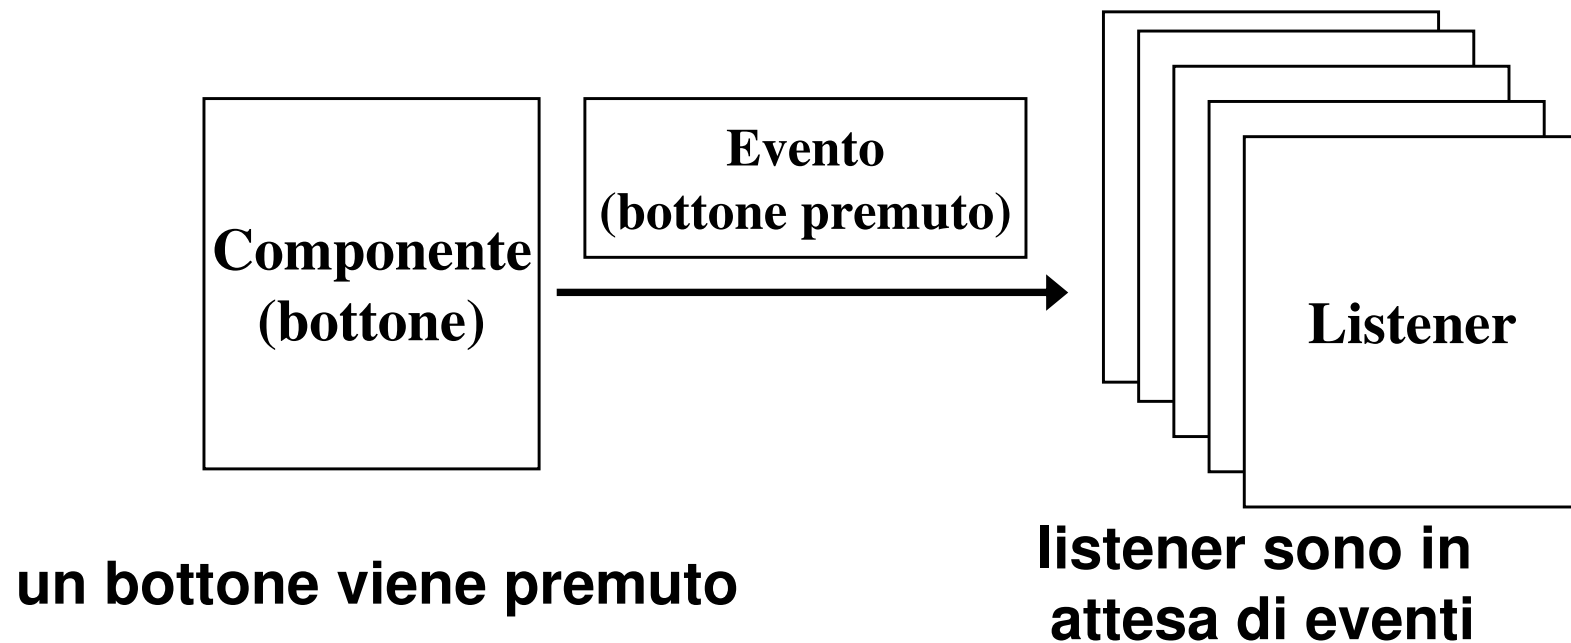 Componente
(bottone)
Evento
(bottone premuto)
Listener
un bottone viene premuto
listener sono in
attesa di eventi